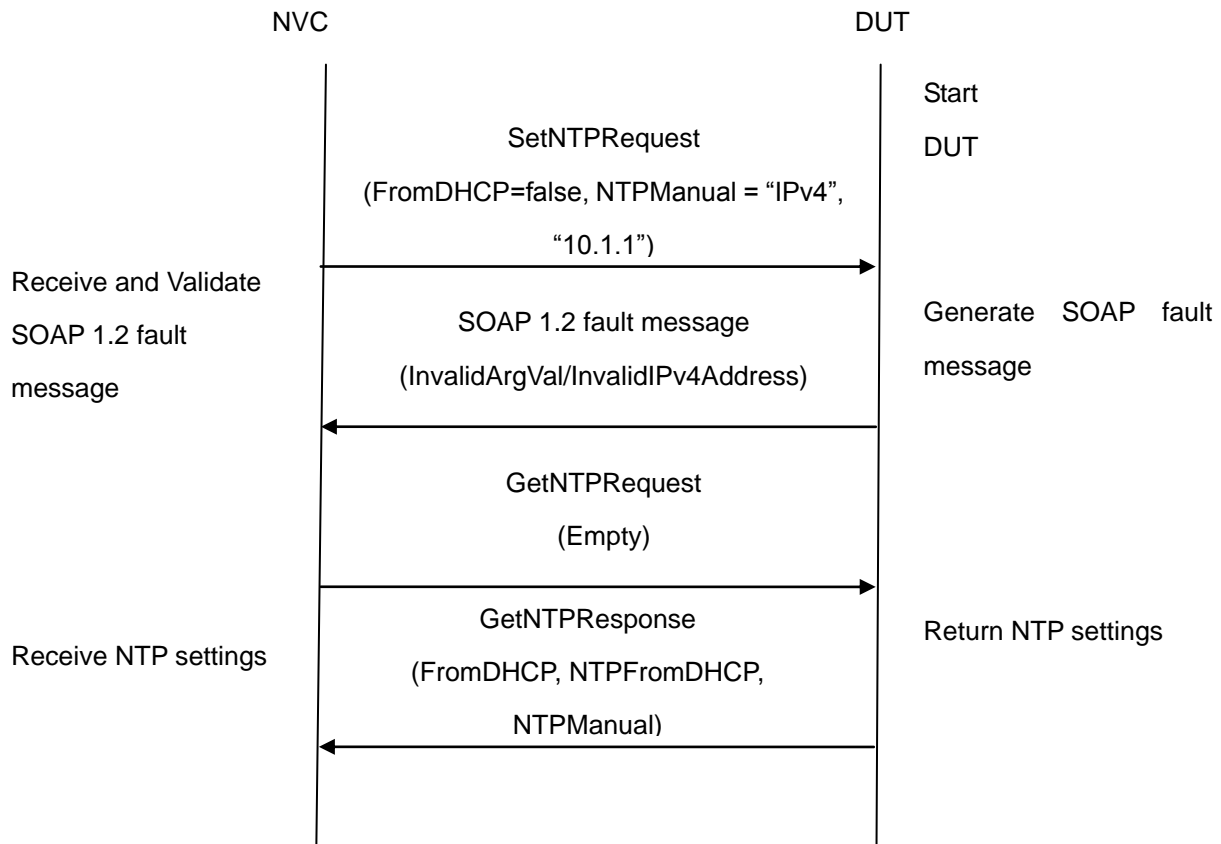 NVC
DUT
Start
DUT
SetNTPRequest
(FromDHCP=false, NTPManual = “IPv4”,
“10.1.1”)
Receive and Validate
SOAP 1.2 fault
message
SOAP 1.2 fault message
(InvalidArgVal/InvalidIPv4Address)
Generate SOAP fault
message
GetNTPRequest
(Empty)
GetNTPResponse
(FromDHCP, NTPFromDHCP,
NTPManual)
Receive NTP settings
Return NTP settings